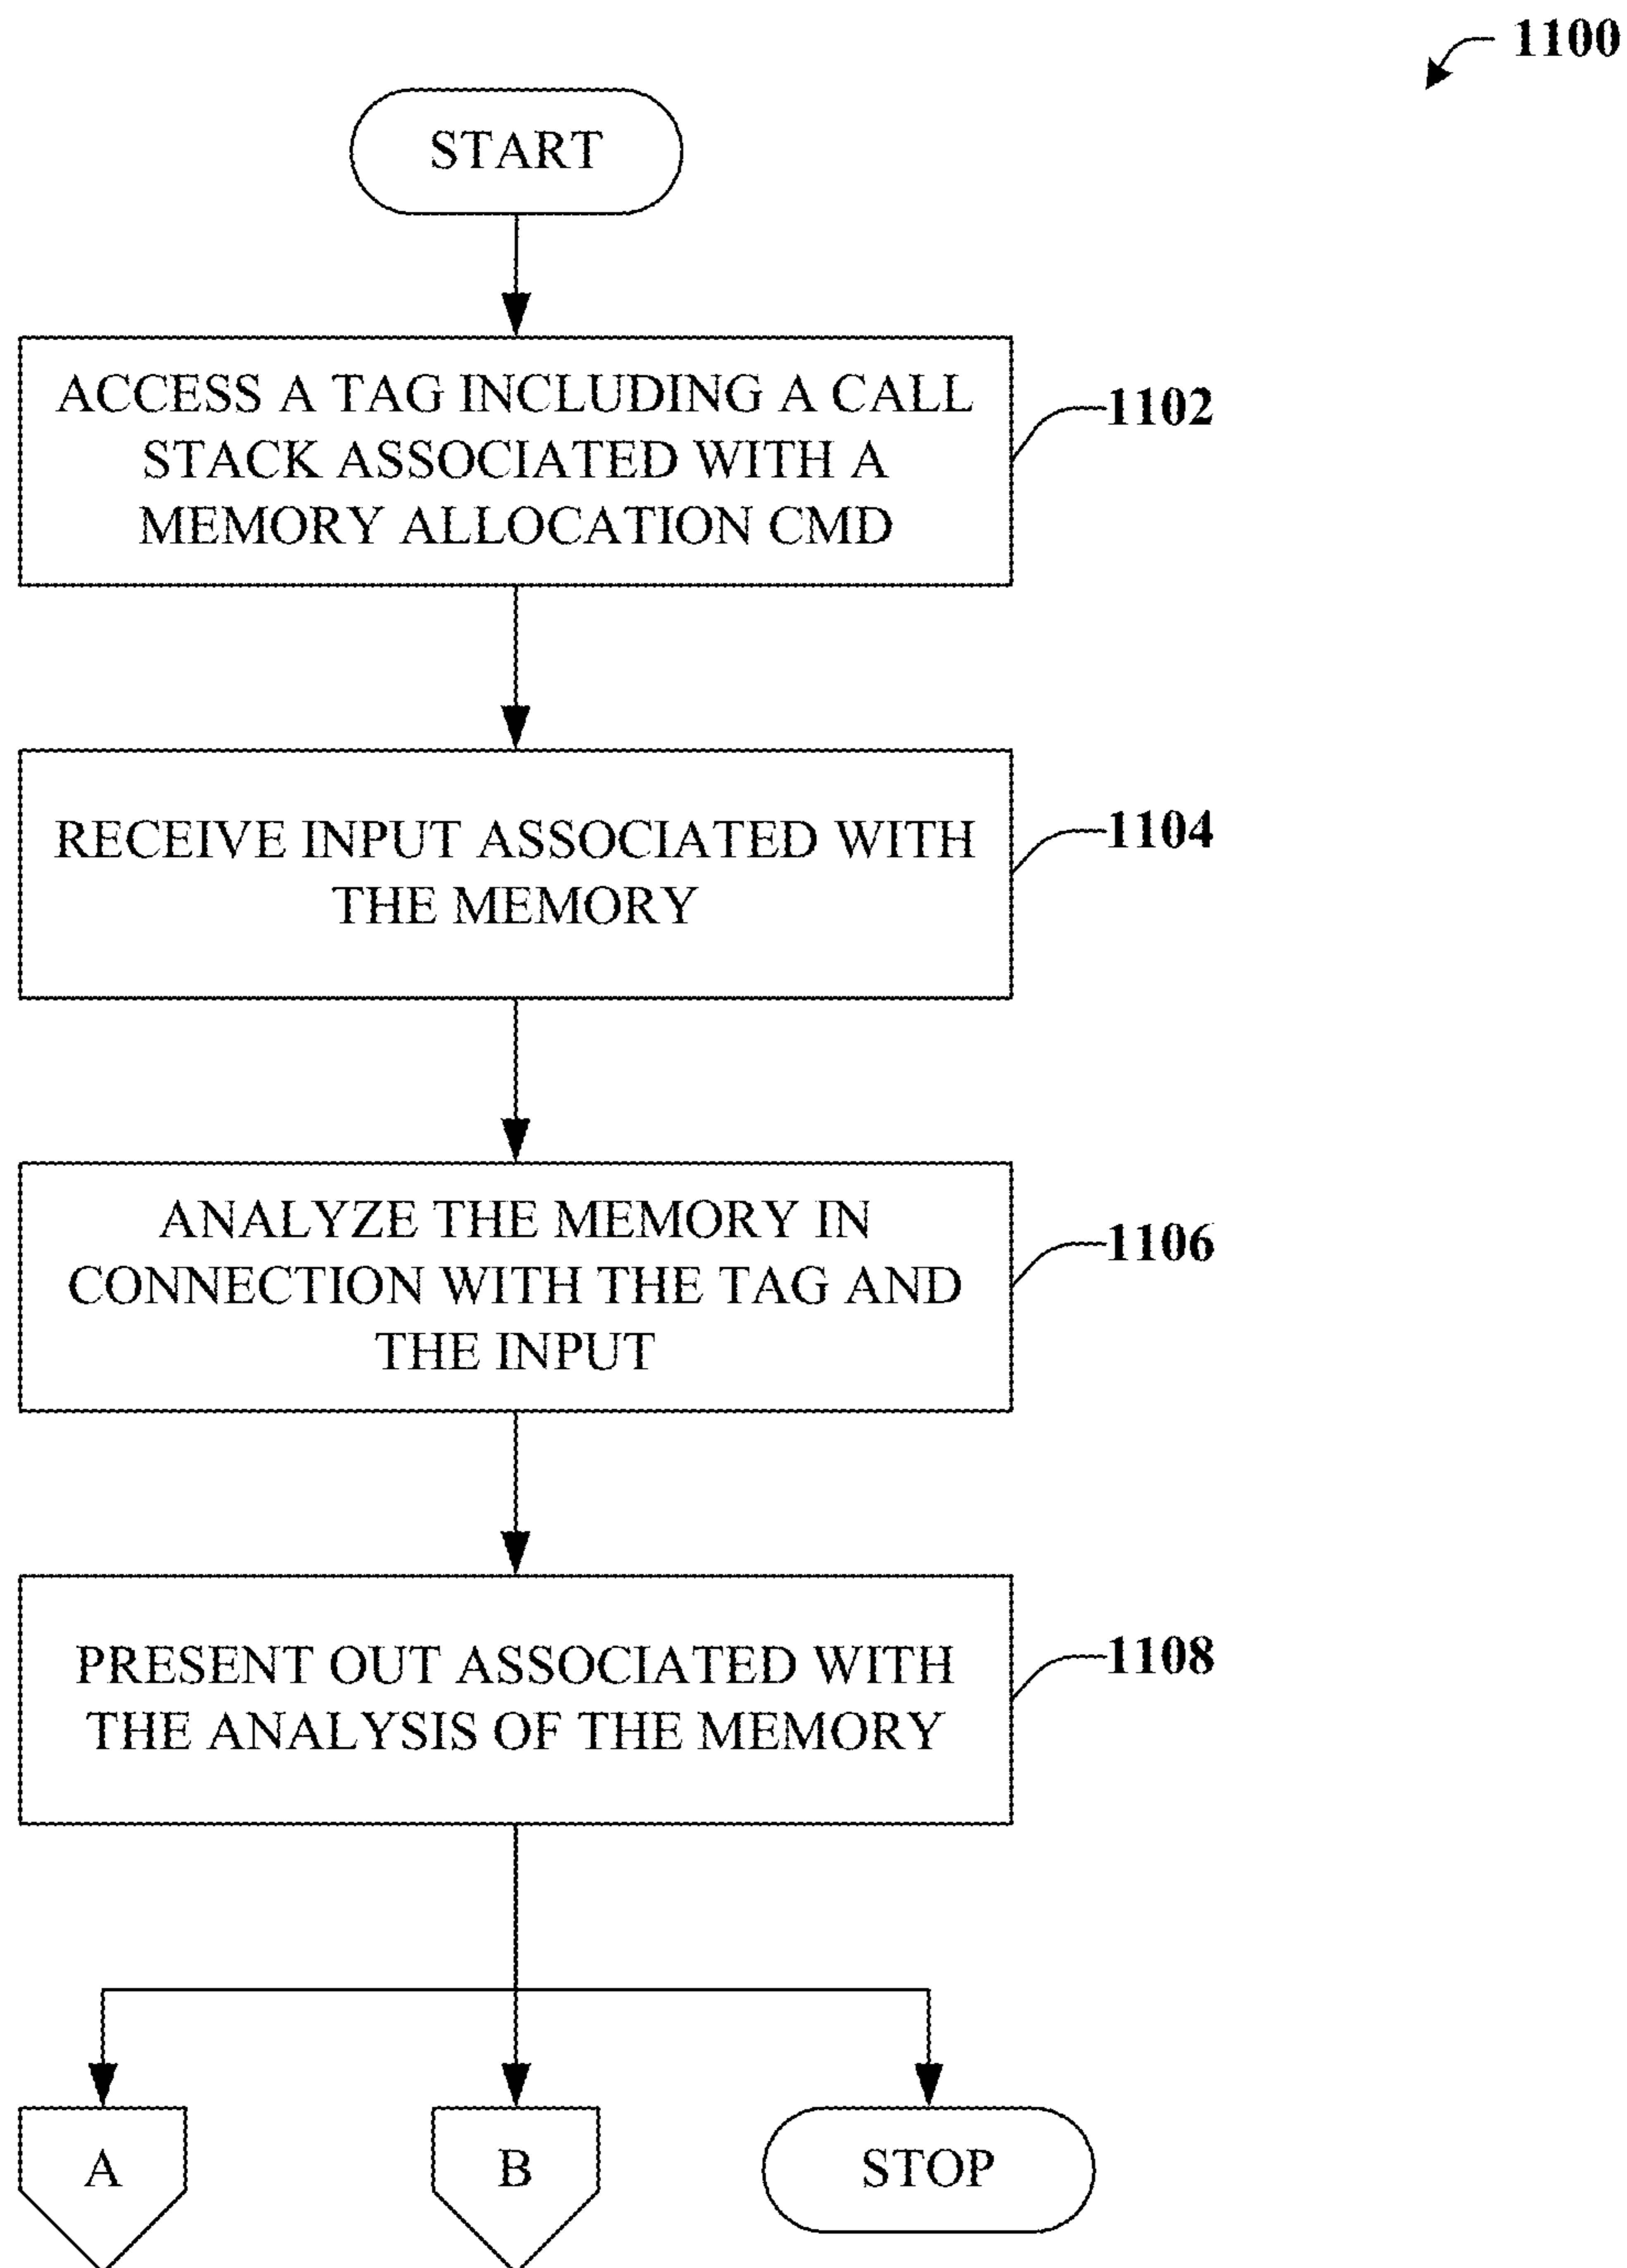 1100
START
ACCESS A TAG INCLUDING A CALL
STACK ASSOCIATED WITH A
MEMORY ALLOCATION CMD
1102
RECEIVE INPUT ASSOCIATED WITH
THE MEMORY
1104
ANALYZE THE MEMORY IN
CONNECTION WITH THE TAG AND
THE INPUT
1106
PRESENT OUT ASSOCIATED WITH
THE ANALYSIS OF THE MEMORY
1108
A
B
STOP